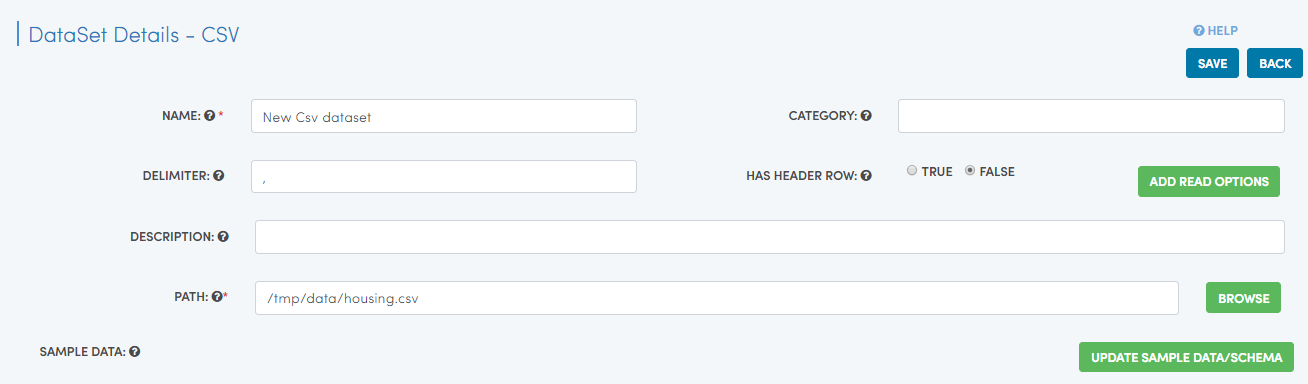 DataSet Details - CSV
HELP
SAVE BACK
NAME: * New Csv dataset CATEGORY:
DELIMITER: , HAS HEADER ROW: TRUE FALSE ADD READ OPTIONS
DESCRIPTION:
PATH: * /tmp/data/housing.csv BROWSE
SAMPLE DATA: UPDATE SAMPLE DATA/SCHEMA